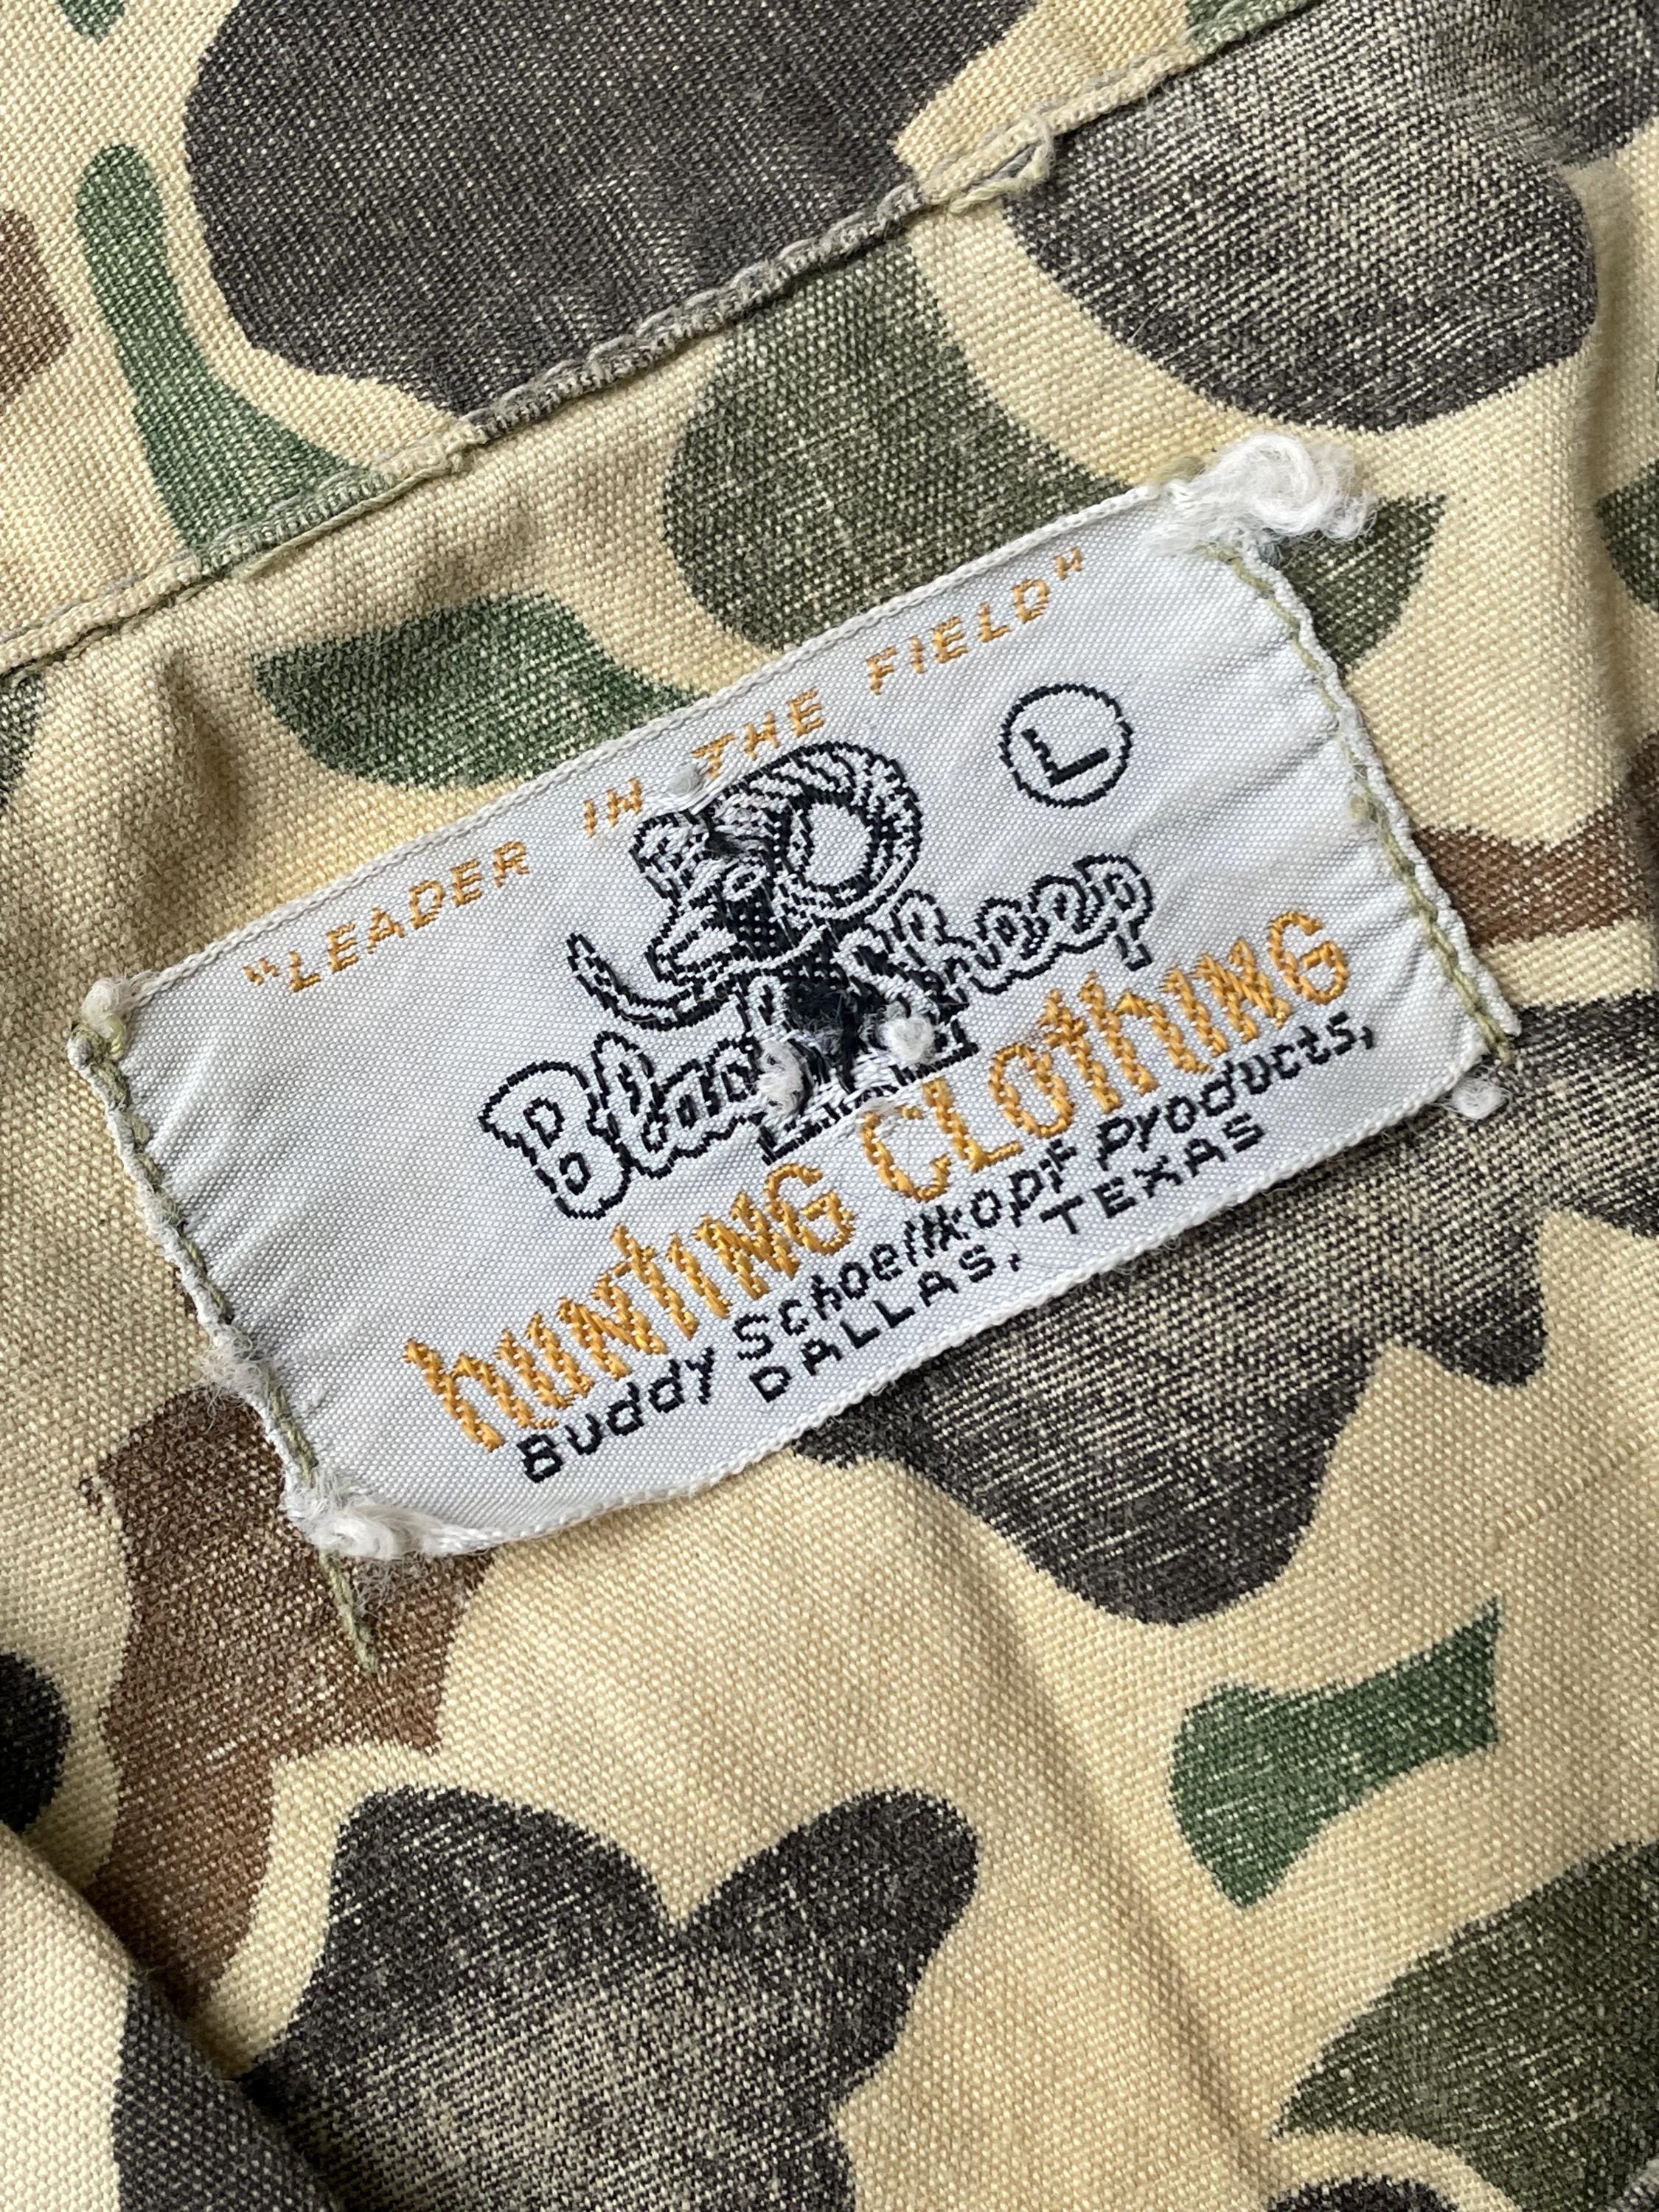 "LEADER IN THE FIELD"
L
Black Sheep
HUNTING CLOTHING
Buddy Schoellkopf Products,
DALLAS, TEXAS